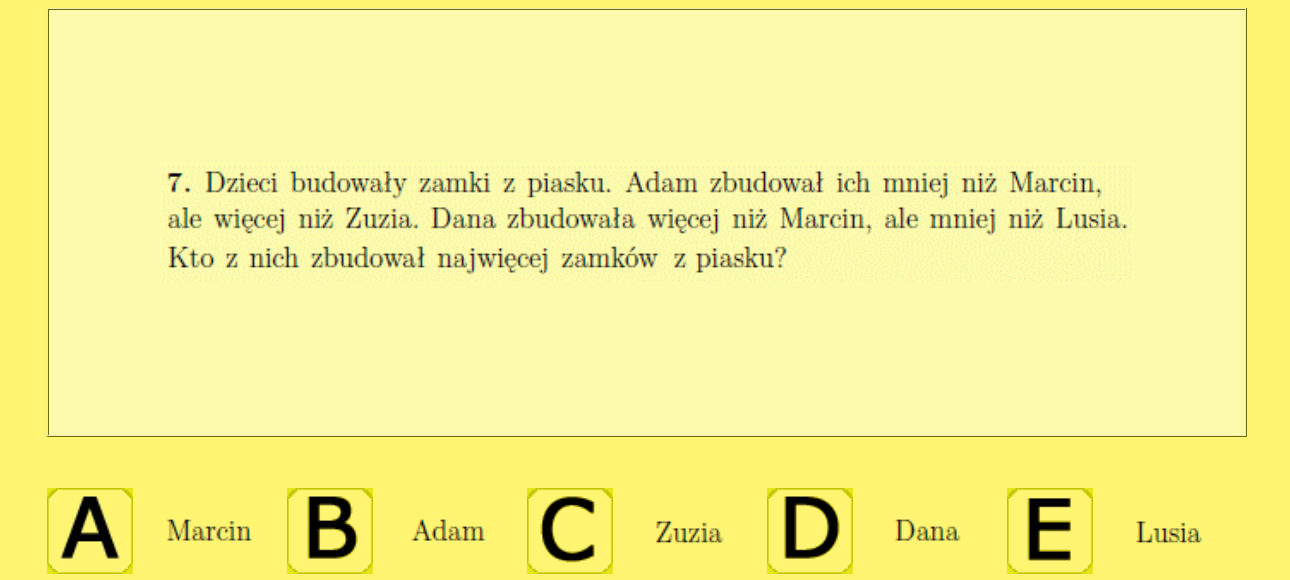 7. Dzieci budowały zamki z piasku. Adam zbudował ich mniej niż Marcin,
ale więcej niż Zuzia. Dana zbudowała więcej niż Marcin, ale mniej niż Lusia.
Kto z nich zbudował najwięcej zamków z piasku?
A Marcin B Adam C Zuzia D Dana E Lusia